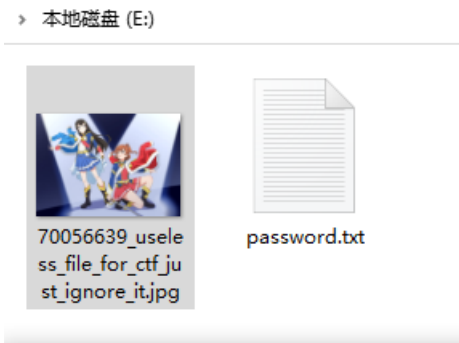 › 本地磁盘 (E:)
70056639_usele
ss_file_for_ctf_ju
st_ignore_it.jpg
password.txt